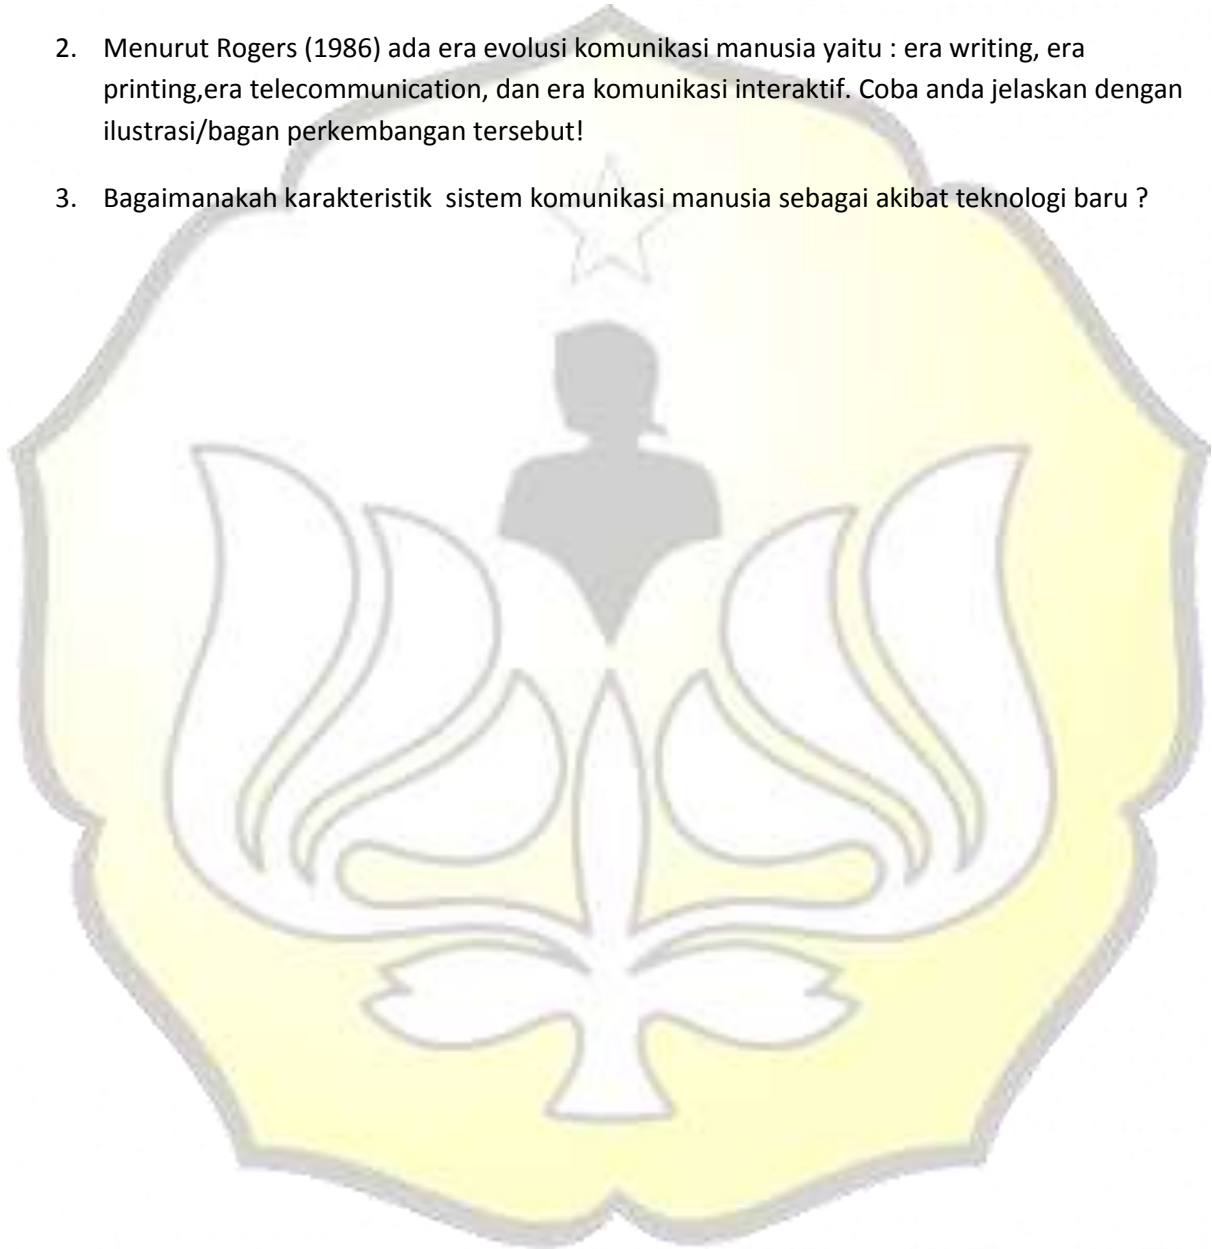 2. Menurut Rogers (1986) ada era evolusi komunikasi manusia yaitu : era writing, era
printing,era telecommunication, dan era komunikasi interaktif. Coba anda jelaskan dengan
ilustrasi/bagan perkembangan tersebut!
3. Bagaimanakah karakteristik sistem komunikasi manusia sebagai akibat teknologi baru ?